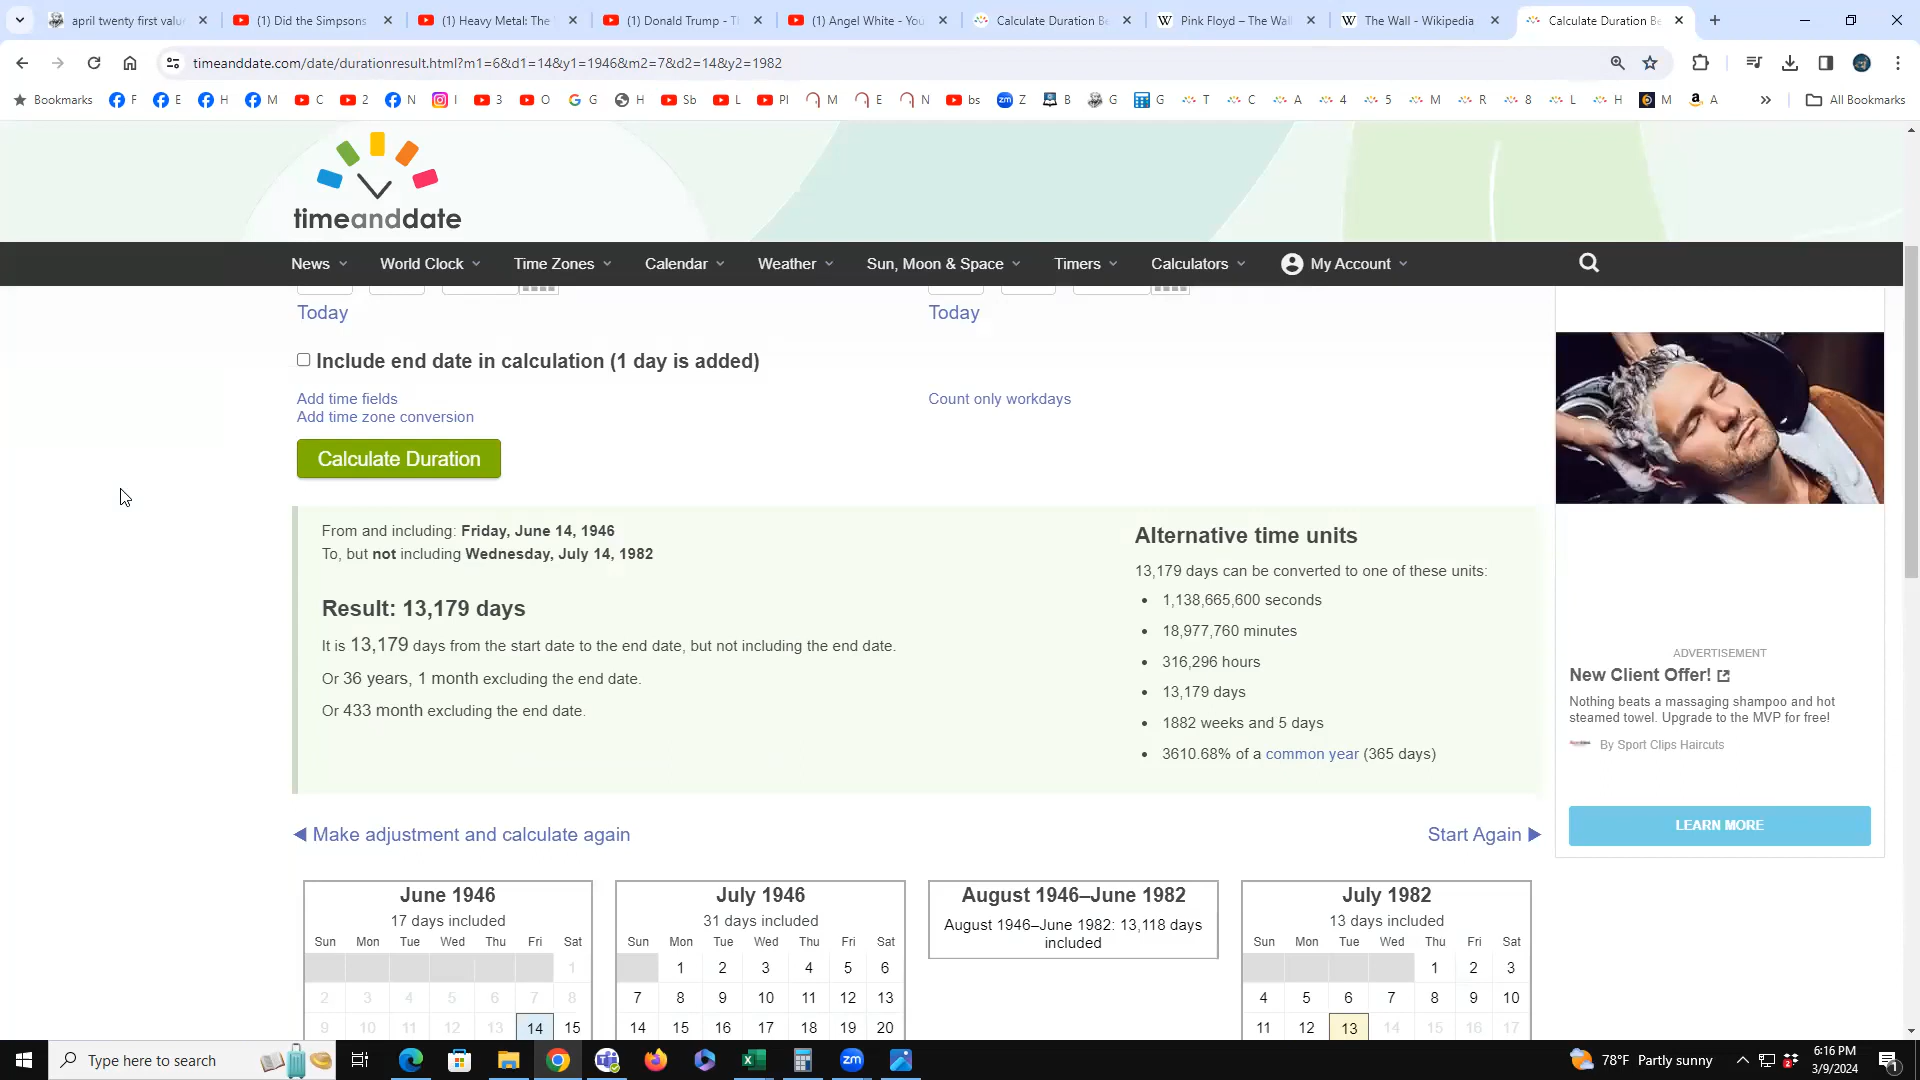 april twenty first valu
(1) Did the Simpsons
(1) Heavy Metal: The
(1) Donald Trump - T
(1) Angel White - You
Calculate Duration Be
Pink Floyd – The Wall
The Wall - Wikipedia
Calculate Duration Be
timeanddate.com/date/durationresult.html?m1=6&d1=14&y1=1946&m2=7&d2=14&y2=1982
Bookmarks F E H M C 2 N I 3 O G H Sb L Pl M E N bs Z B G G T C A 4 5 M R 8 L H M A » All Bookmarks
timeanddate
News World Clock Time Zones Calendar Weather Sun, Moon & Space Timers Calculators My Account
Today Today
Include end date in calculation (1 day is added)
Add time fields Count only workdays
Add time zone conversion
Calculate Duration
From and including: Friday, June 14, 1946
To, but not including Wednesday, July 14, 1982
Result: 13,179 days
It is 13,179 days from the start date to the end date, but not including the end date.
Or 36 years, 1 month excluding the end date.
Or 433 month excluding the end date.
Alternative time units
13,179 days can be converted to one of these units:
• 1,138,665,600 seconds
• 18,977,760 minutes
• 316,296 hours
• 13,179 days
• 1882 weeks and 5 days
• 3610.68% of a common year (365 days)
ADVERTISEMENT
New Client Offer!
Nothing beats a massaging shampoo and hot
steamed towel. Upgrade to the MVP for free!
By Sport Clips Haircuts
LEARN MORE
◀ Make adjustment and calculate again
Start Again ▶
June 1946
17 days included
Sun Mon Tue Wed Thu Fri Sat
1
2 3 4 5 6 7 8
9 10 11 12 13 14 15
July 1946
31 days included
Sun Mon Tue Wed Thu Fri Sat
1 2 3 4 5 6
7 8 9 10 11 12 13
14 15 16 17 18 19 20
August 1946–June 1982
August 1946–June 1982: 13,118 days
included
July 1982
13 days included
Sun Mon Tue Wed Thu Fri Sat
1 2 3
4 5 6 7 8 9 10
11 12 13 14 15 16 17
Type here to search
zm
78°F Partly sunny
6:16 PM
3/9/2024